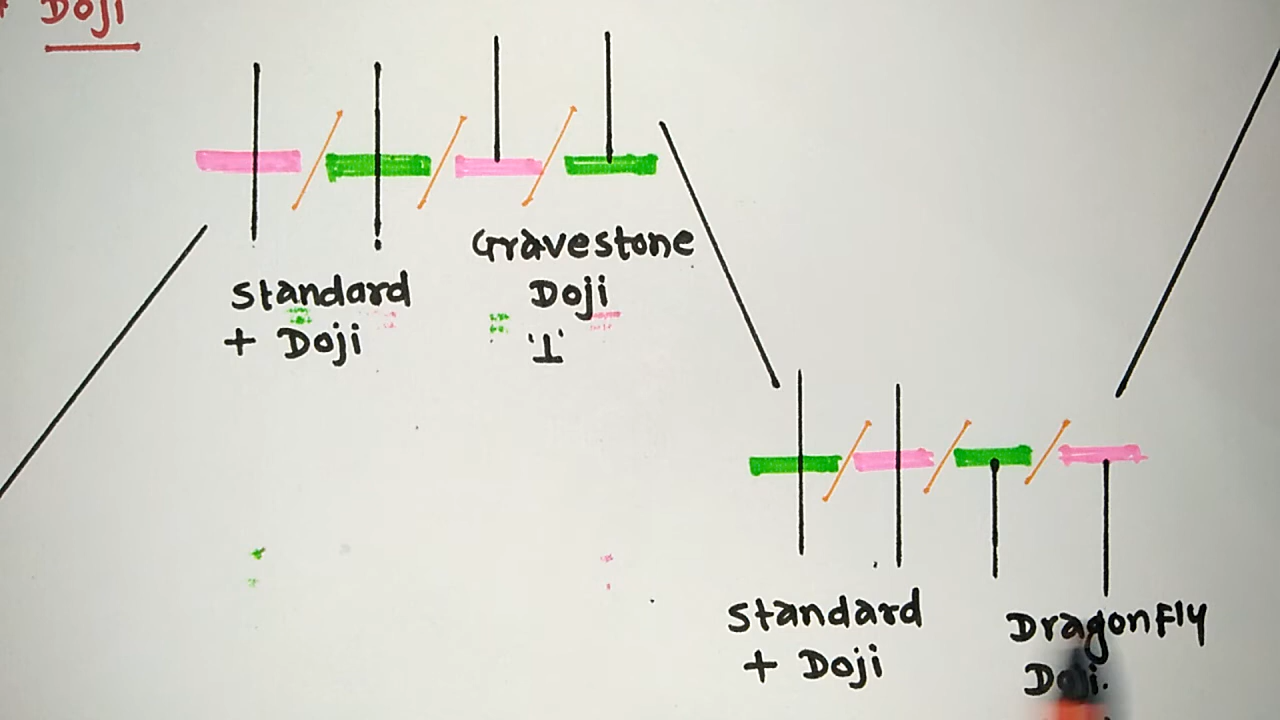 Doji
Standard
+ Doji
Gravestone
Doji
'⊥'
Standard
+ Doji
DragonFly
Doji.